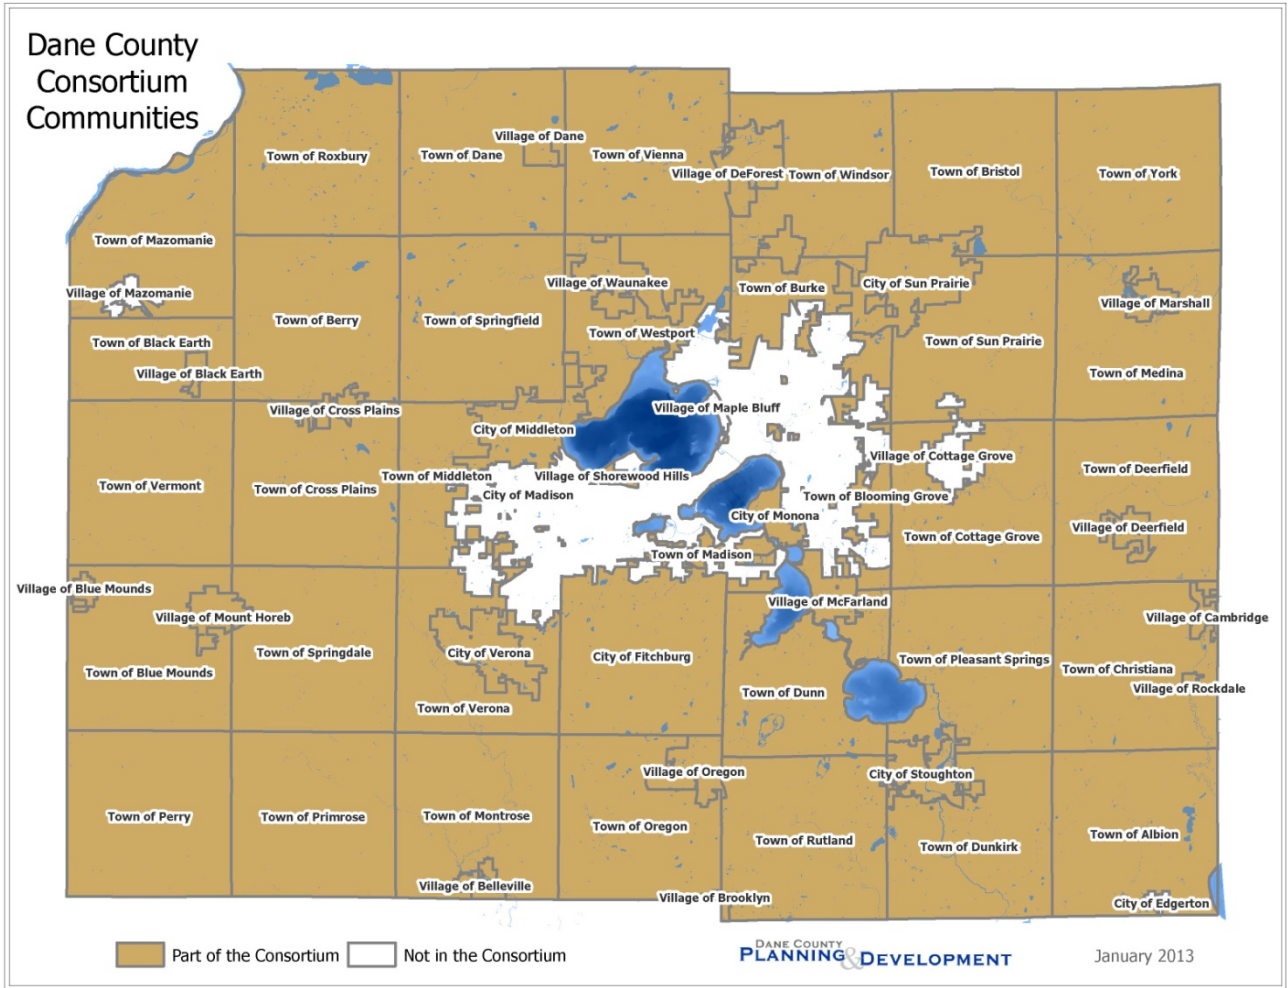 Dane County
Consortium
Communities
Village of Dane
Town of Roxbury
Town of Dane
Town of Vienna
Village of DeForest
Town of Windsor
Town of Bristol
Town of York
Town of Mazomanie
Village of Mazomanie
Village of Waunakee
Town of Burke
City of Sun Prairie
Village of Marshall
Town of Berry
Town of Springfield
Town of Westport
Town of Black Earth
Town of Sun Prairie
Village of Black Earth
Town of Medina
Village of Cross Plains
Village of Maple Bluff
City of Middleton
Village of Cottage Grove
Town of Deerfield
Town of Middleton
Village of Shorewood Hills
Town of Vermont
Town of Cross Plains
City of Madison
Town of Blooming Grove
City of Monona
Village of Deerfield
Town of Cottage Grove
Town of Madison
Village of Blue Mounds
Village of McFarland
Village of Mount Horeb
Village of Cambridge
Town of Springdale
City of Verona
City of Fitchburg
Town of Pleasant Springs
Town of Blue Mounds
Town of Christiana
Village of Rockdale
Town of Dunn
Town of Verona
Village of Oregon
City of Stoughton
Town of Perry
Town of Primrose
Town of Montrose
Town of Oregon
Town of Rutland
Town of Dunkirk
Town of Albion
Village of Belleville
Village of Brooklyn
City of Edgerton
Part of the Consortium
Not in the Consortium
DANE COUNTY
PLANNING & DEVELOPMENT
January 2013